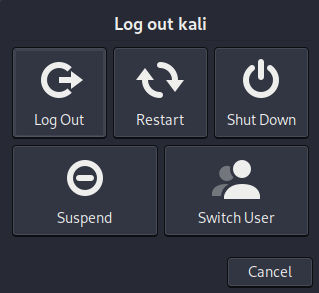 Log out kali
Log Out Restart Shut Down
Suspend Switch User
Cancel